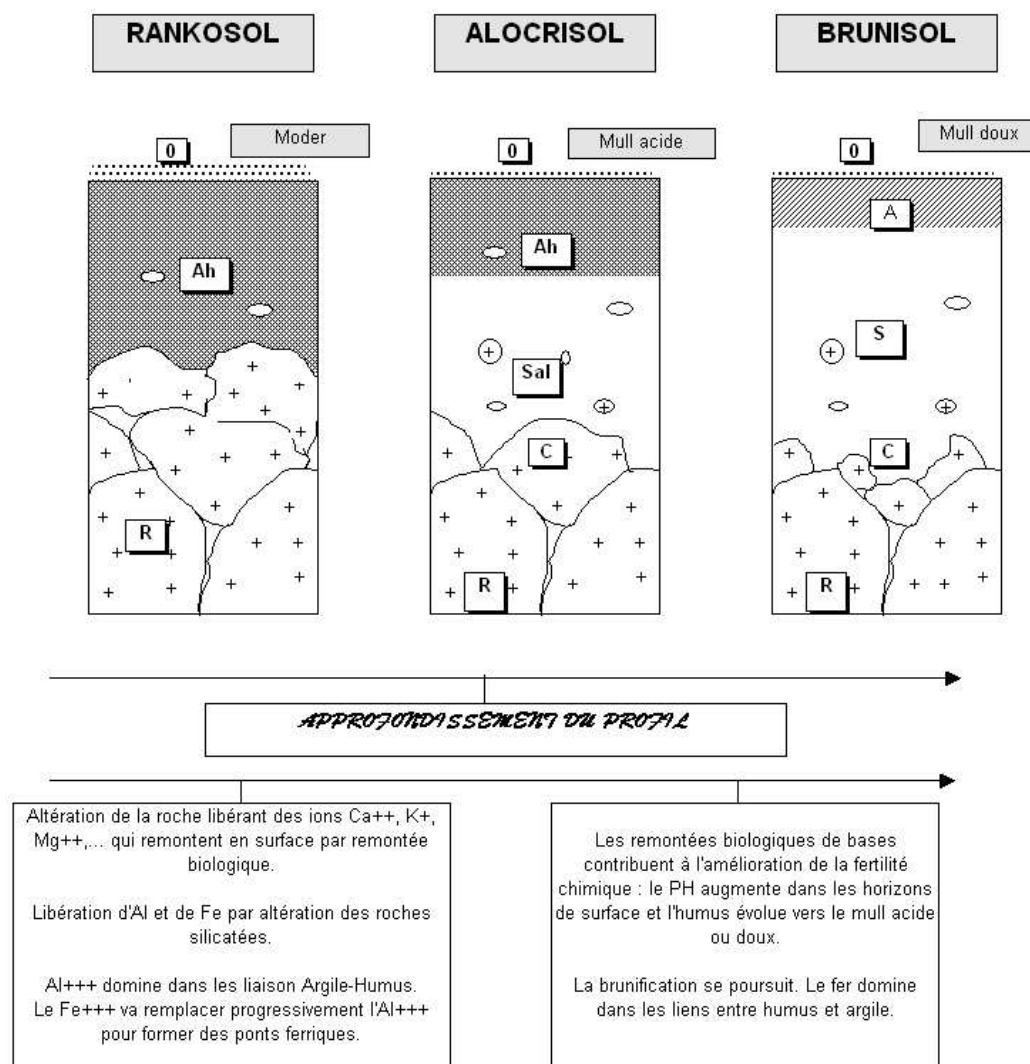 RANKOSOL
ALOCRISOL
BRUNISOL
0
Moder
0
Mull acide
0
Mull doux
Ah
R
Ah
Sal
C
R
A
S
C
R
APPROFONDISSEMENT DU PROFIL
Altération de la roche libérant des ions Ca++, K+,
Mg++,... qui remontent en surface par remontée
biologique.
Libération d'Al et de Fe par altération des roches
silicatées.
Al+++ domine dans les liaison Argile-Humus.
Le Fe+++ va remplacer progressivement l'Al+++
pour former des ponts ferriques.
Les remontées biologiques de bases
contribuent à l'amélioration de la fertilité
chimique : le PH augmente dans les horizons
de surface et l'humus évolue vers le mull acide
ou doux.
La brunification se poursuit. Le fer domine
dans les liens entre humus et argile.